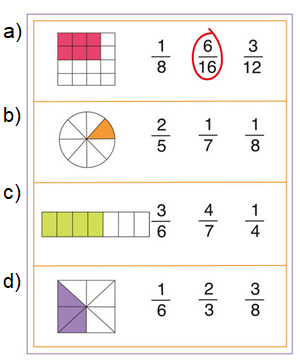 a) 1/8 6/16 3/12
b) 2/5 1/7 1/8
c) 3/6 4/7 1/4
d) 1/6 2/3 3/8